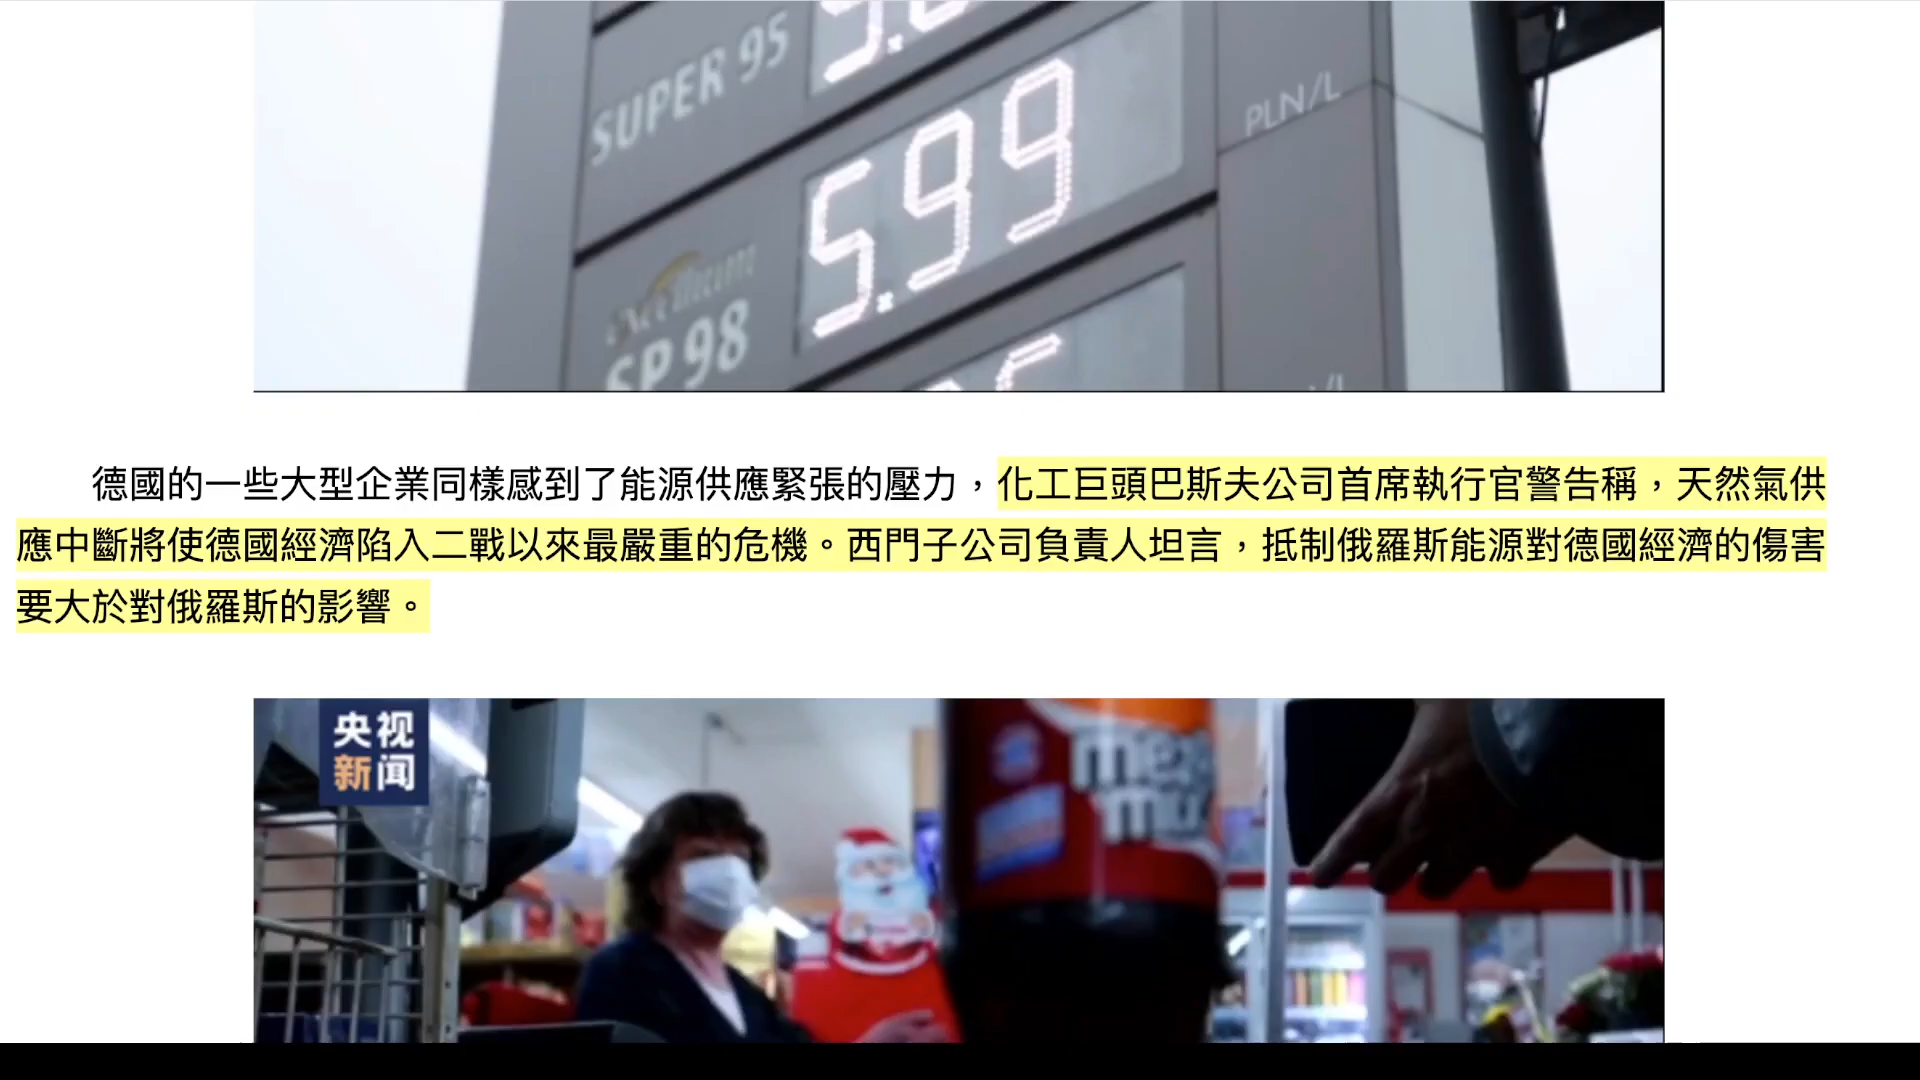 SUPER 95
5.99
PLN/L
excellium
SP 98
德國的一些大型企業同樣感到了能源供應緊張的壓力，化工巨頭巴斯夫公司首席執行官警告稱，天然氣供
應中斷將使德國經濟陷入二戰以來最嚴重的危機。西門子公司負責人坦言，抵制俄羅斯能源對德國經濟的傷害
要大於對俄羅斯的影響。
央视
新闻